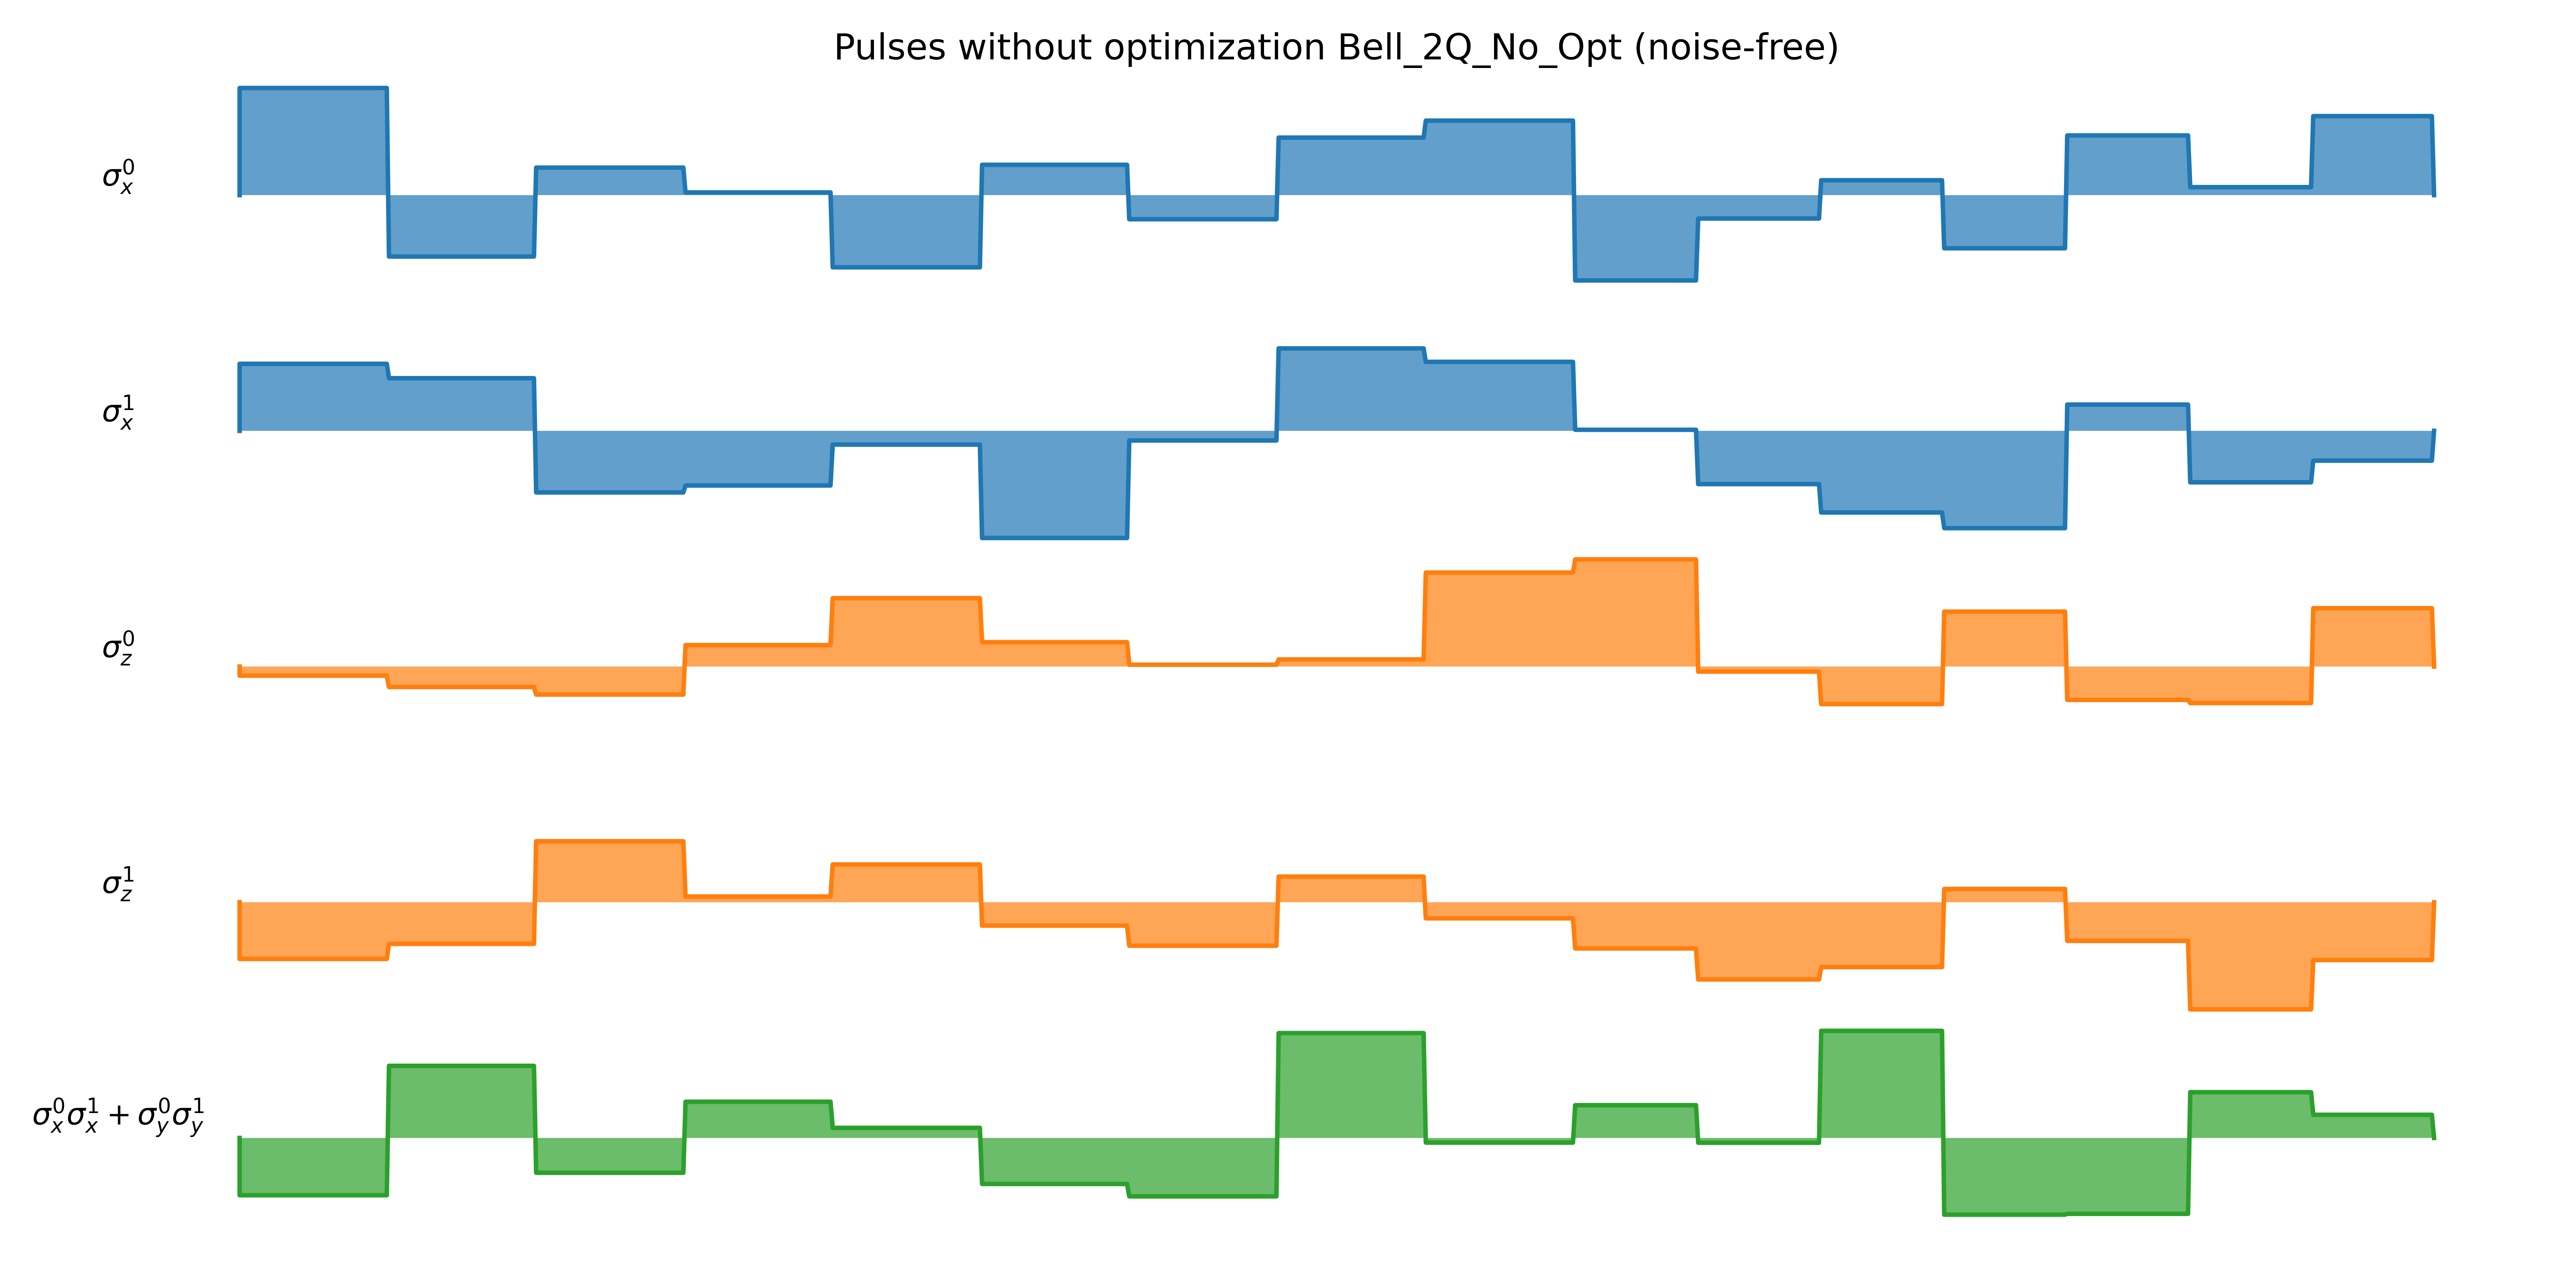 Pulses without optimization Bell_2Q_No_Opt (noise-free)
σ_x^0
σ_x^1
σ_z^0
σ_z^1
σ_x^0σ_x^1 + σ_y^0σ_y^1